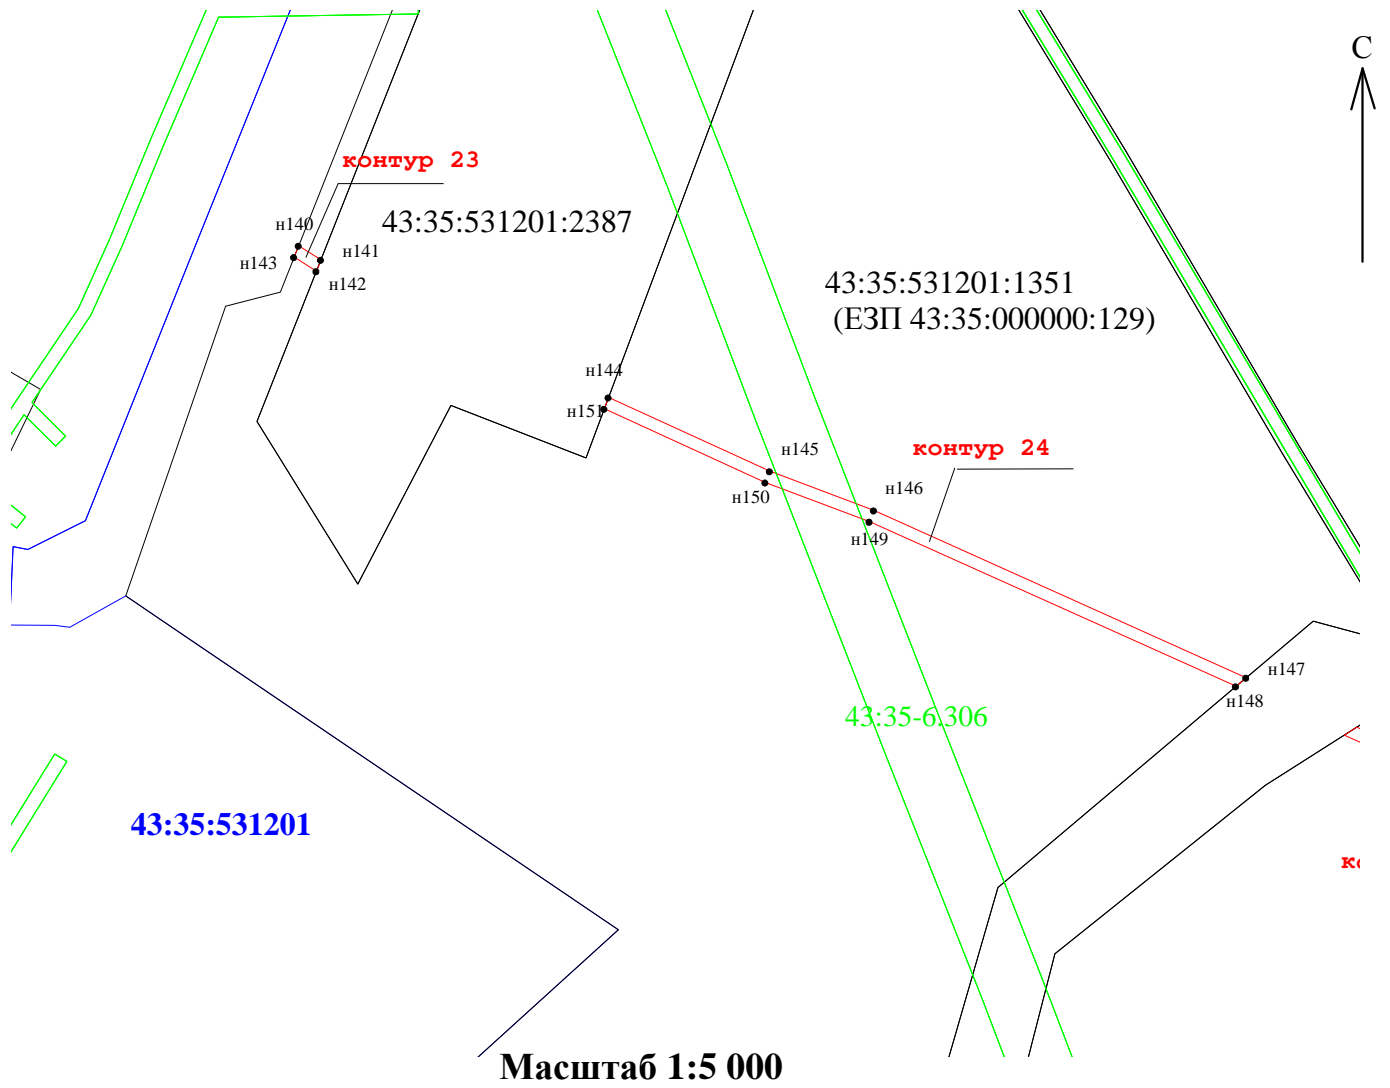 С
контур 23
43:35:531201:2387
н140
н141
н143
н142
43:35:531201:1351
(ЕЗП 43:35:000000:129)
н144
н151
контур 24
н145
н150
н146
н149
н147
н148
43:35-6.306
43:35:531201
Масштаб 1:5 000